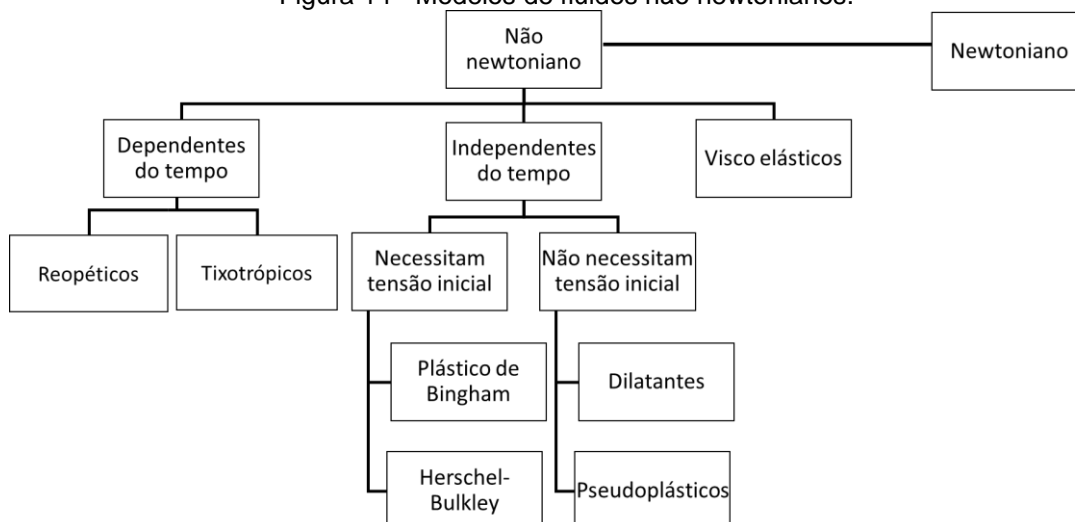 Figura 14 - Modelos de fluidos não newtonianos.
Não
newtoniano
Newtoniano
Dependentes
do tempo
Independentes
do tempo
Visco elásticos
Reopéticos
Tixotrópicos
Necessitam
tensão inicial
Não necessitam
tensão inicial
Plástico de
Bingham
Dilatantes
Herschel-
Bulkley
Pseudoplásticos